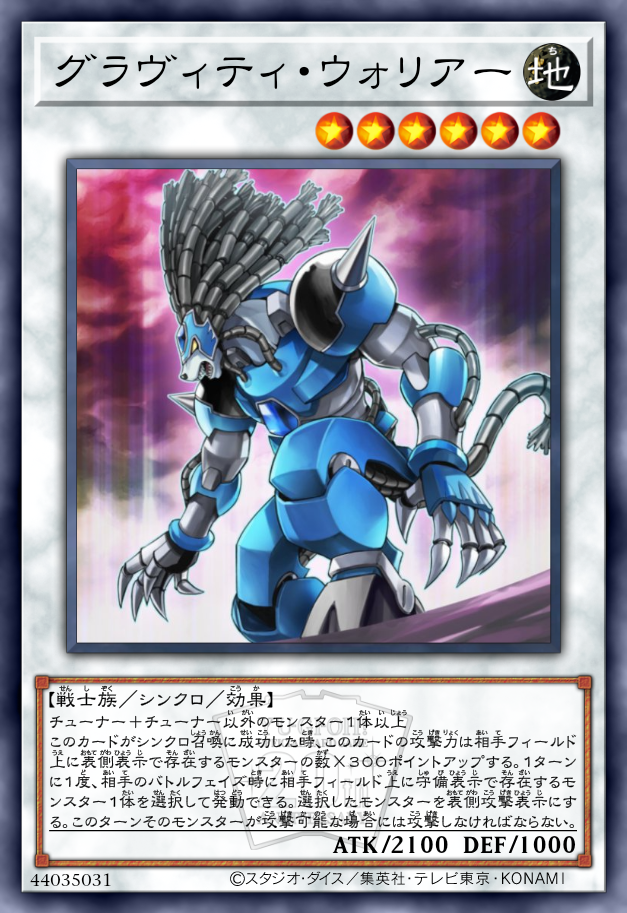 グラヴィティ・ウォリアー
地
【戦士族／シンクロ／効果】
チューナー＋チューナー以外のモンスター1体以上
このカードがシンクロ召喚に成功した時、このカードの攻撃力は相手フィールド
上に表側表示で存在するモンスターの数×300ポイントアップする。1ターン
に1度、相手のバトルフェイズ時に相手フィールド上に守備表示で存在するモ
ンスター1体を選択して発動できる。選択したモンスターを表側攻撃表示にす
る。このターンそのモンスターが攻撃可能な場合には攻撃しなければならない。
ATK/2100 DEF/1000
44035031 ©スタジオ・ダイス／集英社・テレビ東京・KONAMI